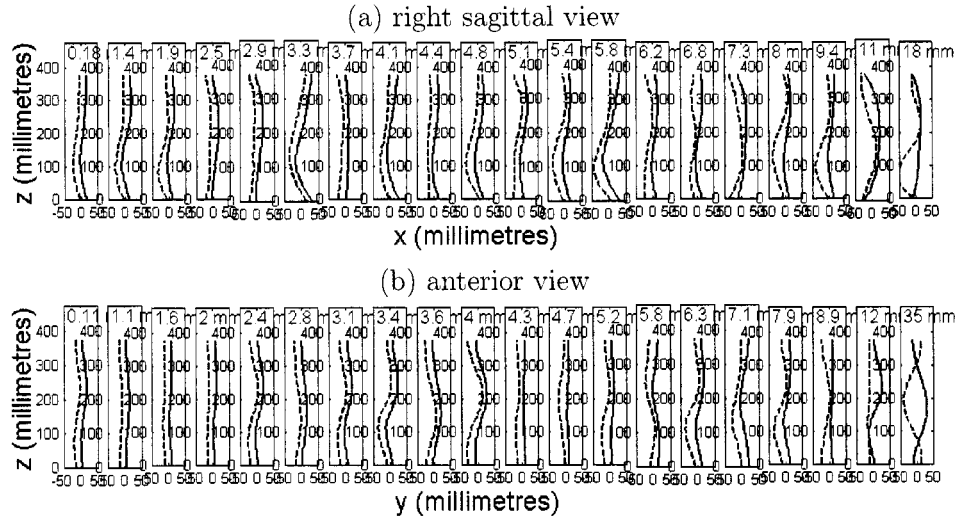 (a) right sagittal view
0.18 1.4 1.9 2.5 2.9 3.3 3.7 4.1 4.4 4.8 5.1 5.4 5.8 6.2 6.8 7.3 8 m 9.4 11 m 18 mm
400
300
200
100
0
-50 0 50
z (millimetres)
x (millimetres)
(b) anterior view
0.11 1.1 1.6 2 m 2.4 2.8 3.1 3.4 3.6 4 m 4.3 4.7 5.2 5.8 6.3 7.1 7.9 8.9 12 m 35 mm
400
300
200
100
0
-50 0 50
z (millimetres)
y (millimetres)